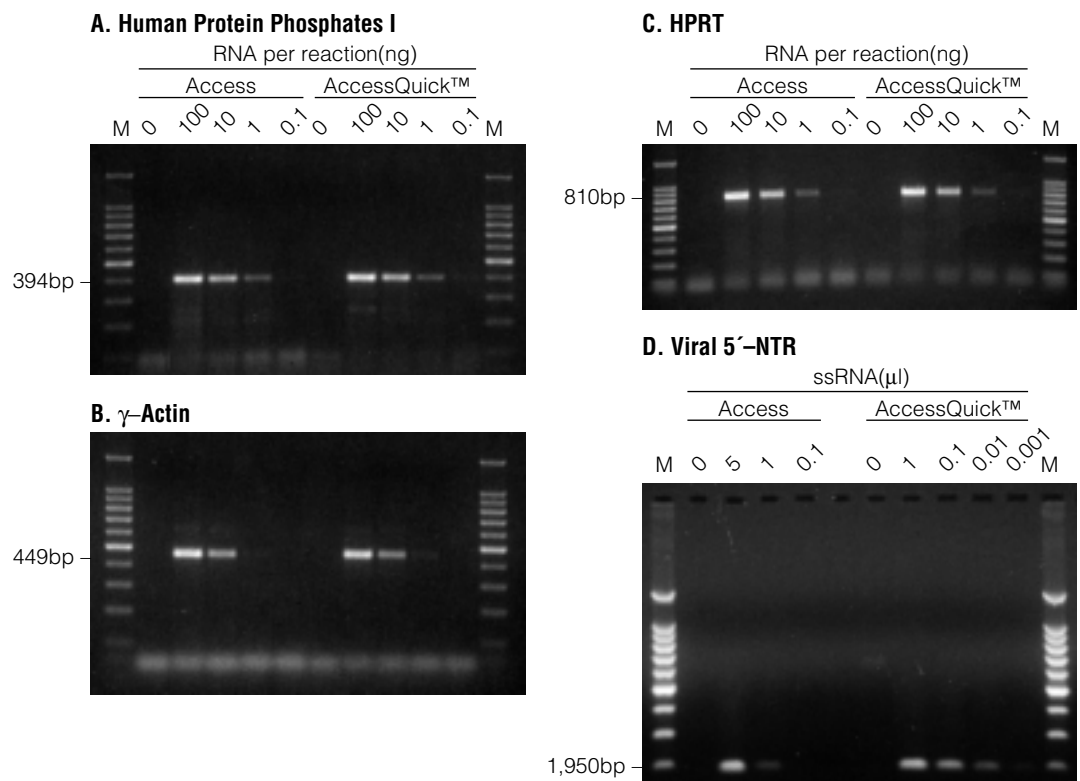 A. Human Protein Phosphates I
RNA per reaction(ng)
Access AccessQuick™
M 0 100 10 1 0.1 0 100 10 1 0.1 M
394bp
B. γ–Actin
449bp
C. HPRT
RNA per reaction(ng)
Access AccessQuick™
M 0 100 10 1 0.1 0 100 10 1 0.1 M
810bp
D. Viral 5´–NTR
ssRNA(μl)
Access AccessQuick™
M 0 5 1 0.1 0 1 0.1 0.01 0.001 M
1,950bp